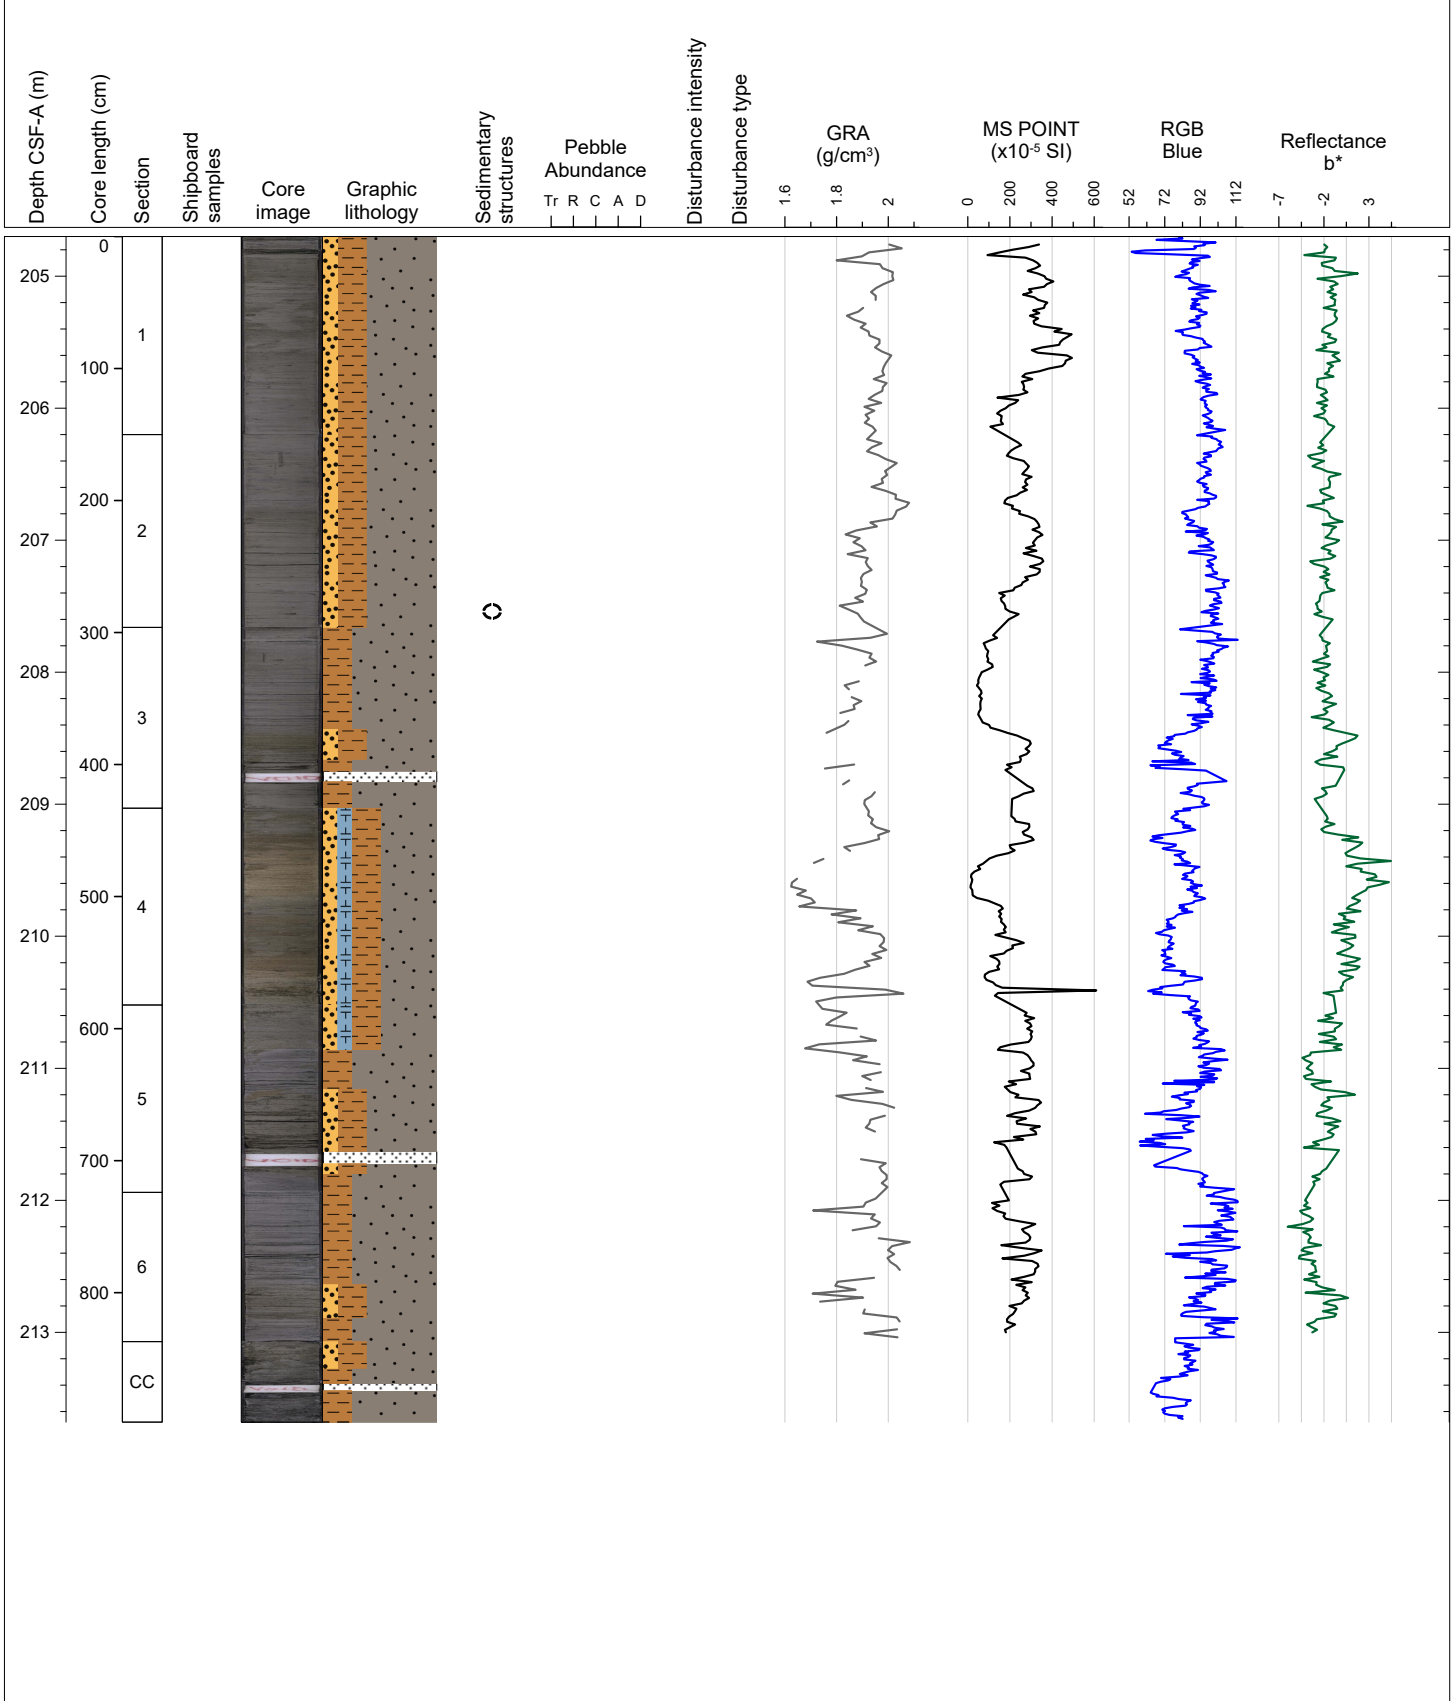 Depth CSF-A (m)
Core length (cm)
Section
Shipboard
samples
Core
image
Graphic
lithology
Sedimentary
structures
Pebble
Abundance
Tr R C A D
Disturbance intensity
Disturbance type
GRA
(g/cm³)
1.6 1.8 2
MS POINT
(x10⁻⁵ SI)
0 200 400 600
RGB
Blue
52 72 92 112
Reflectance
b*
-7 -2 3
0
205
1
100
206
200
2
207
300
208
3
400
209
500
4
210
600
211
5
700
212
6
800
213
CC